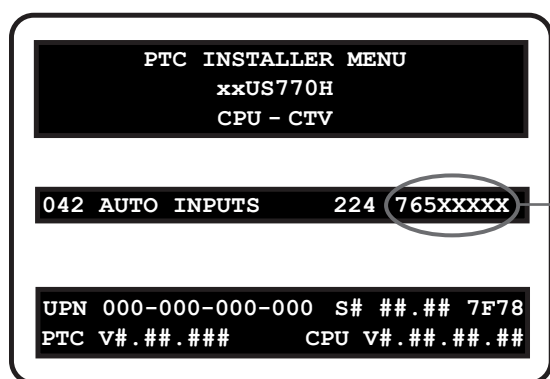 PTC INSTALLER MENU
xxUS770H
CPU – CTV
042 AUTO INPUTS 224 765XXXXX
UPN 000-000-000-000 S# ##.## 7F78
PTC V#.##.### CPU V#.##.##.##